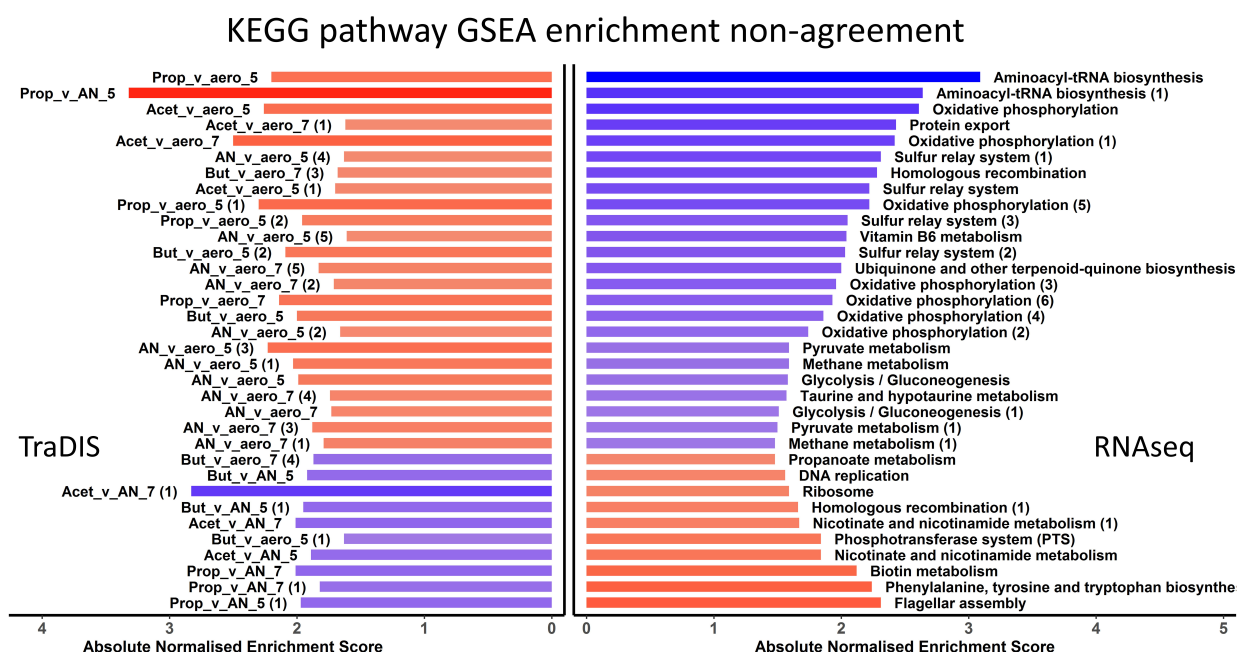 KEGG pathway GSEA enrichment non-agreement
Prop_v_aero_5 Aminoacyl-tRNA biosynthesis
Prop_v_AN_5 Aminoacyl-tRNA biosynthesis (1)
Acet_v_aero_5 Oxidative phosphorylation
Acet_v_aero_7 (1) Protein export
Acet_v_aero_7 Oxidative phosphorylation (1)
AN_v_aero_5 (4) Sulfur relay system (1)
But_v_aero_7 (3) Homologous recombination
Acet_v_aero_5 (1) Sulfur relay system
Prop_v_aero_5 (1) Oxidative phosphorylation (5)
Prop_v_aero_5 (2) Sulfur relay system (3)
AN_v_aero_5 (5) Vitamin B6 metabolism
But_v_aero_5 (2) Sulfur relay system (2)
AN_v_aero_7 (5) Ubiquinone and other terpenoid-quinone biosynthesis
AN_v_aero_7 (2) Oxidative phosphorylation (3)
Prop_v_aero_7 Oxidative phosphorylation (6)
But_v_aero_5 Oxidative phosphorylation (4)
AN_v_aero_5 (2) Oxidative phosphorylation (2)
AN_v_aero_5 (3) Pyruvate metabolism
AN_v_aero_5 (1) Methane metabolism
AN_v_aero_5 Glycolysis / Gluconeogenesis
AN_v_aero_7 (4) Taurine and hypotaurine metabolism
AN_v_aero_7 Glycolysis / Gluconeogenesis (1)
AN_v_aero_7 (3) Pyruvate metabolism (1)
AN_v_aero_7 (1) Methane metabolism (1)
TraDIS RNAseq
But_v_aero_7 (4) Propanoate metabolism
But_v_AN_5 DNA replication
Acet_v_AN_7 (1) Ribosome
But_v_AN_5 (1) Homologous recombination (1)
Acet_v_AN_7 Nicotinate and nicotinamide metabolism (1)
But_v_aero_5 (1) Phosphotransferase system (PTS)
Acet_v_AN_5 Nicotinate and nicotinamide metabolism
Prop_v_AN_7 Biotin metabolism
Prop_v_AN_7 (1) Phenylalanine, tyrosine and tryptophan biosynthe
Prop_v_AN_5 (1) Flagellar assembly
4 3 2 1 0 0 1 2 3 4 5
Absolute Normalised Enrichment Score Absolute Normalised Enrichment Score